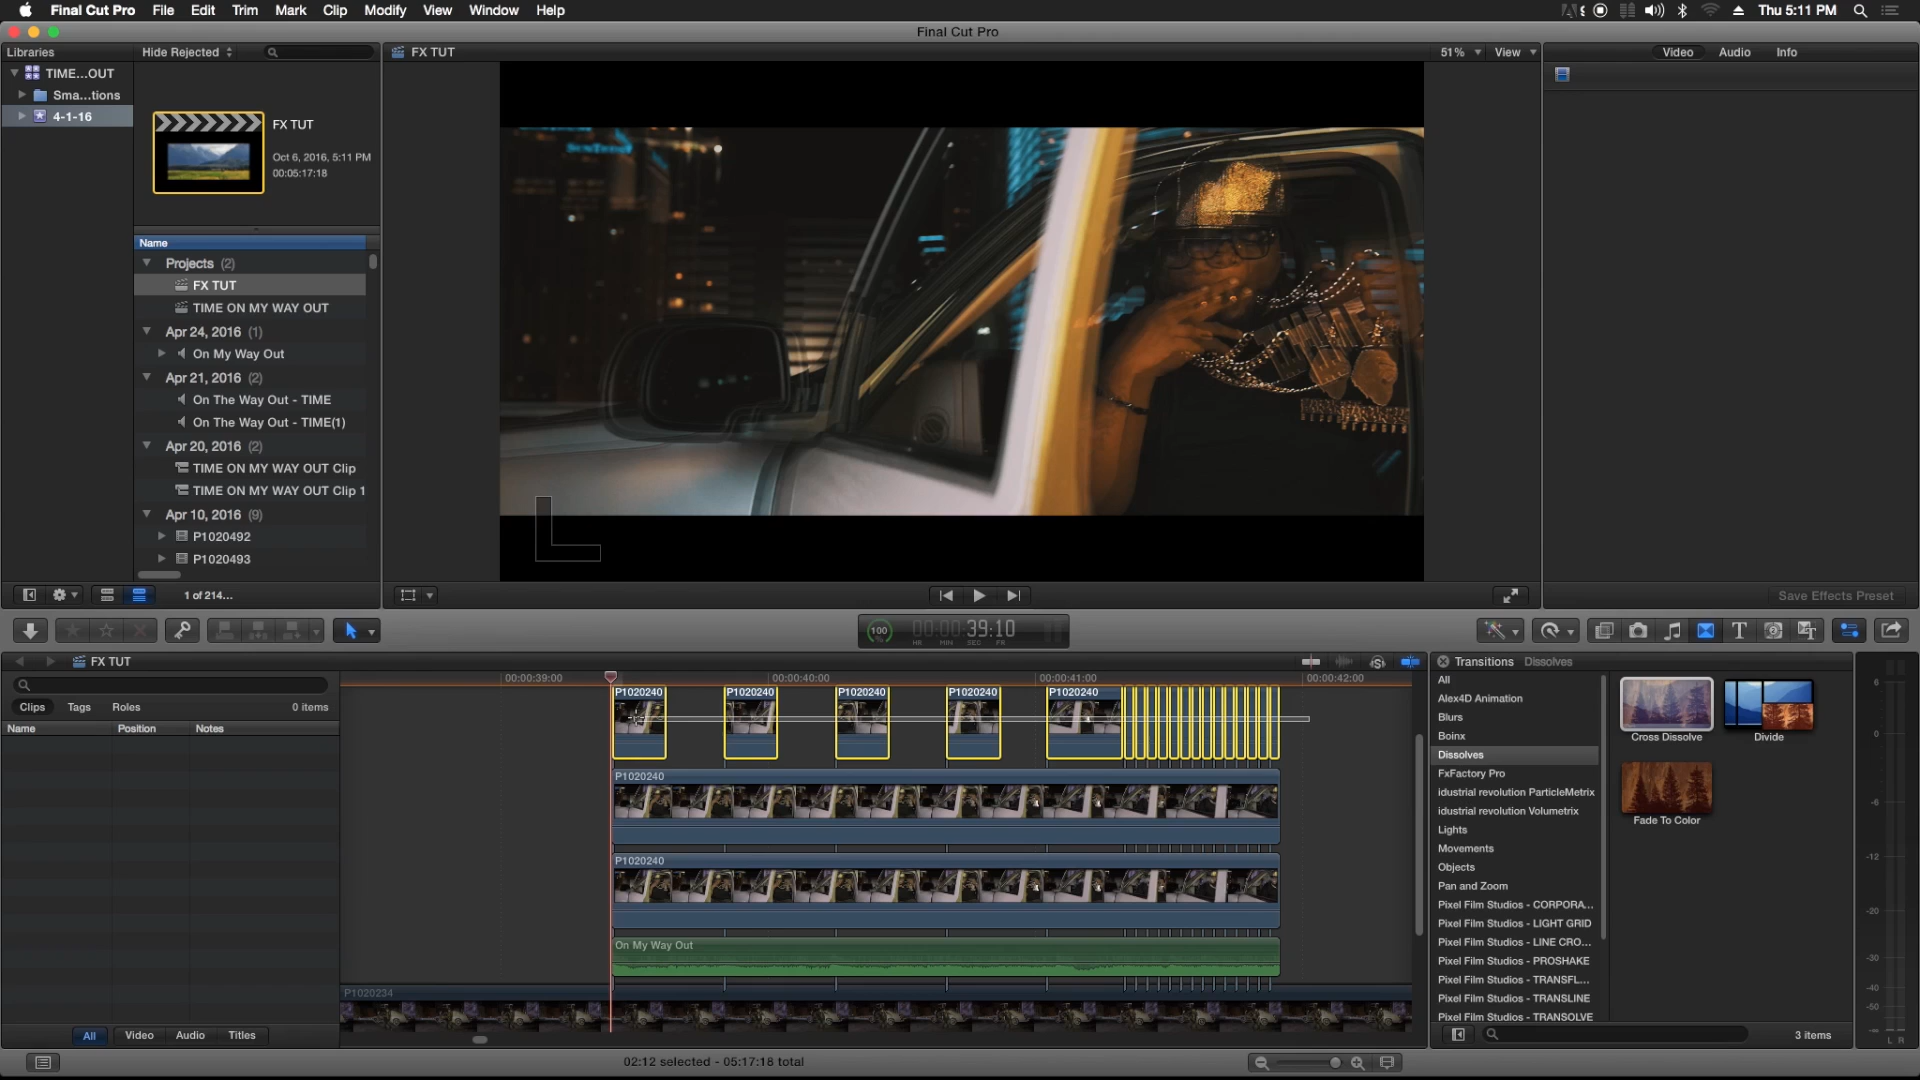 Final Cut Pro File Edit Trim Mark Clip Modify View Window Help
Thu 5:11 PM
Final Cut Pro
Libraries
Hide Rejected
FX TUT
51%
View
Video
Audio
Info
TIME...OUT
Sma...tions
4-1-16
FX TUT
Oct 6, 2016, 5:11 PM
00:05:17:18
Name
Projects (2)
FX TUT
TIME ON MY WAY OUT
Apr 24, 2016 (1)
On My Way Out
Apr 21, 2016 (2)
On The Way Out - TIME
On The Way Out - TIME(1)
Apr 20, 2016 (2)
TIME ON MY WAY OUT Clip
TIME ON MY WAY OUT Clip 1
Apr 10, 2016 (9)
P1020492
P1020493
1 of 214...
Save Effects Preset
100
00:00:39:10
HR MIN SEC FR
FX TUT
Clips
Tags
Roles
0 items
Name
Position
Notes
All
Video
Audio
Titles
00:00:39:00
00:00:40:00
00:00:41:00
00:00:42:00
P1020240
P1020240
P1020240
P1020240
P1020240
P1020240
P1020240
On My Way Out
P1020234
02:12 selected - 05:17:18 total
Transitions
Dissolves
All
Alex4D Animation
Blurs
Boinx
Dissolves
FxFactory Pro
idustrial revolution ParticleMetrix
idustrial revolution Volumetrix
Lights
Movements
Objects
Pan and Zoom
Pixel Film Studios - CORPORA...
Pixel Film Studios - LIGHT GRID
Pixel Film Studios - LINE CRO...
Pixel Film Studios - PROSHAKE
Pixel Film Studios - TRANSFL...
Pixel Film Studios - TRANSLINE
Pixel Film Studios - TRANSOLVE
Cross Dissolve
Divide
Fade To Color
3 items
6
0
-6
-12
-20
-30
-40
-50
L R